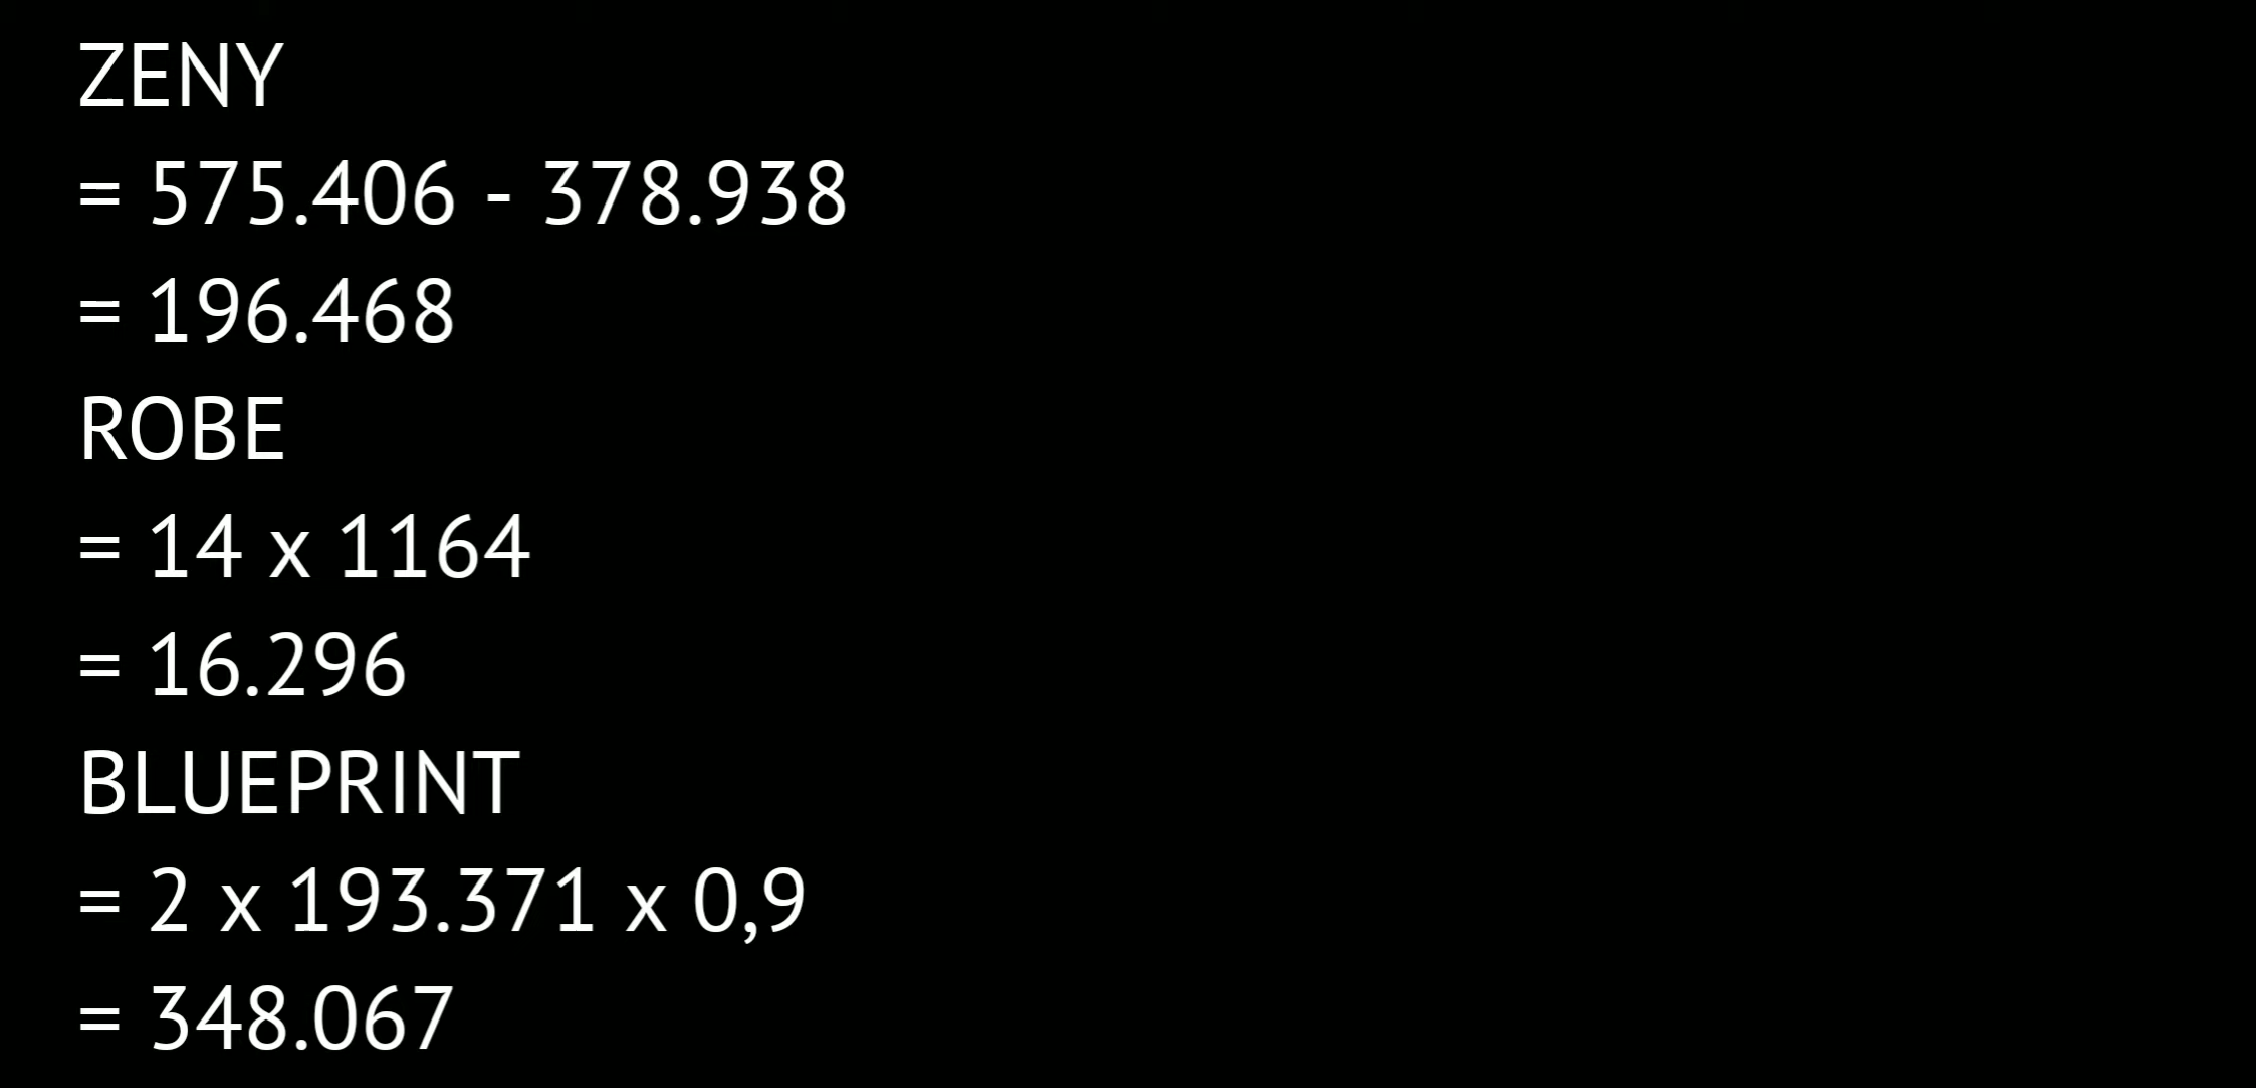 ZENY
= 575.406 - 378.938
= 196.468
ROBE
= 14 x 1164
= 16.296
BLUEPRINT
= 2 x 193.371 x 0,9
= 348.067